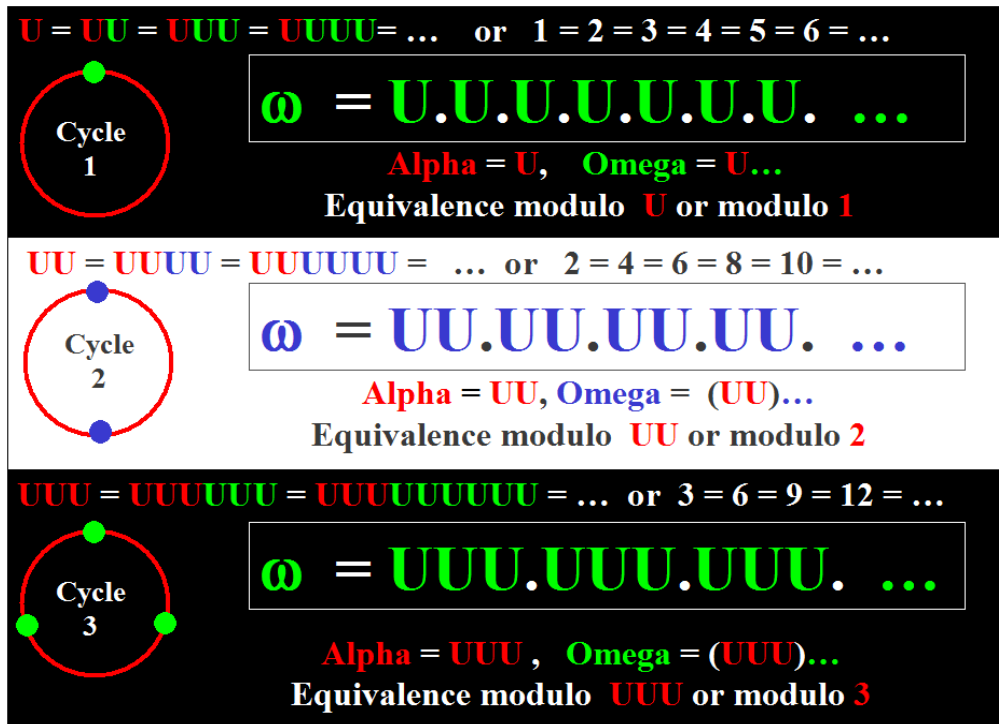 U = UU = UUU = UUUU= … or 1 = 2 = 3 = 4 = 5 = 6 = …
Cycle
1
ω = U.U.U.U.U.U.U. …
Alpha = U, Omega = U…
Equivalence modulo U or modulo 1
UU = UUUU = UUUUUU = … or 2 = 4 = 6 = 8 = 10 = …
Cycle
2
ω = UU.UU.UU.UU. …
Alpha = UU, Omega = (UU)…
Equivalence modulo UU or modulo 2
UUU = UUUUUU = UUUUUUUUU = … or 3 = 6 = 9 = 12 = …
Cycle
3
ω = UUU.UUU.UUU. …
Alpha = UUU , Omega = (UUU)…
Equivalence modulo UUU or modulo 3